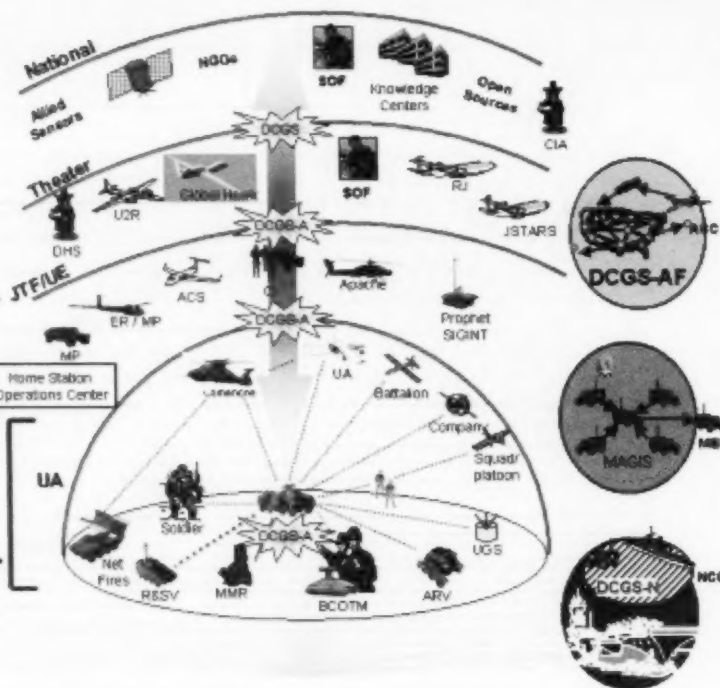 National
Allied
Sensors
NGOs
SOF
Knowledge
Centers
Open
Sources
CIA
DCGS
Theater
DHS
U2R
Global Hawk
SOF
RJ
JSTARS
DCGS-A
DCGS-AF
JTF/UE
MP
ER / MP
ACS
Apache
Prophet
SIGINT
DCGS-A
Home Station
Operations Center
UA
Comanche
UA
Battalion
Company
Squad/
platoon
MAGIS
Soldier
DCGS-A
UGS
Net
Fires
R&SV
MMR
BCOTM
ARV
DCGS-N